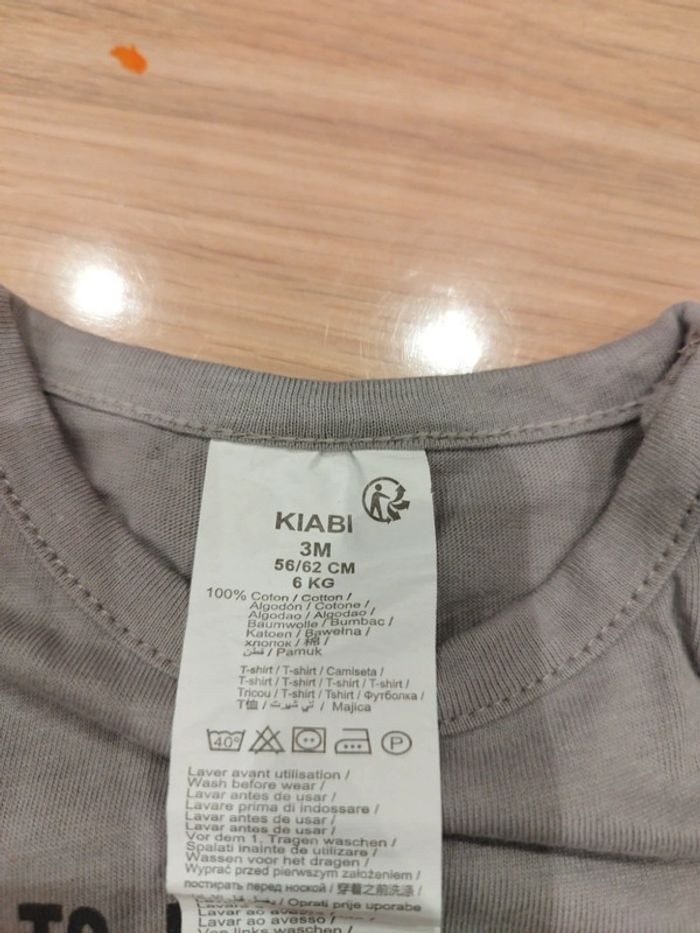 KIABI
3M
56/62 CM
6 KG
100% Coton / Cotton /
Algodón / Cotone /
Algodao / Algodao /
Baumwolle / Bumbac /
Katoen / Bawełna /
хлопок / 棉 /
قطن / Pamuk
T-shirt / T-shirt / Camiseta /
T-shirt / T-shirt / T-shirt / T-shirt /
Tricou / T-shirt / Tshirt / Футболка /
T恤 / تي شيرت / Majica
40°
P
Laver avant utilisation /
Wash before wear /
Lavar antes de usar /
Lavare prima di indossare /
Lavar antes de usar /
Lavar antes de usar /
Vor dem 1. Tragen waschen /
Spalati inainte de utilizare /
Wassen voor het dragen /
Wyprać przed pierwszym założeniem /
постирать перед ноской / 穿着之前洗涤 /
/ Oprati prije uporabe
Lavar ao avesso /
Von links waschen /